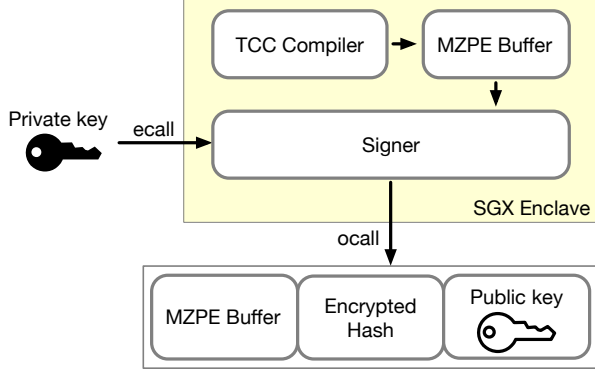 TCC Compiler
MZPE Buffer
Private key
ecall
Signer
SGX Enclave
ocall
MZPE Buffer
Encrypted
Hash
Public key